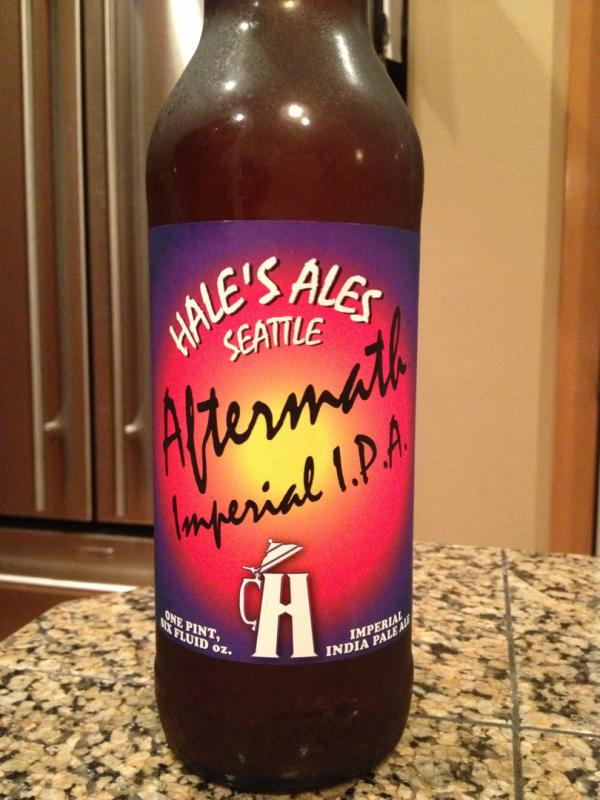 HALE'S ALES
SEATTLE
Aftermath
Imperial I.P.A.
H
ONE PINT,
SIX FLUID oz.
IMPERIAL
INDIA PALE ALE